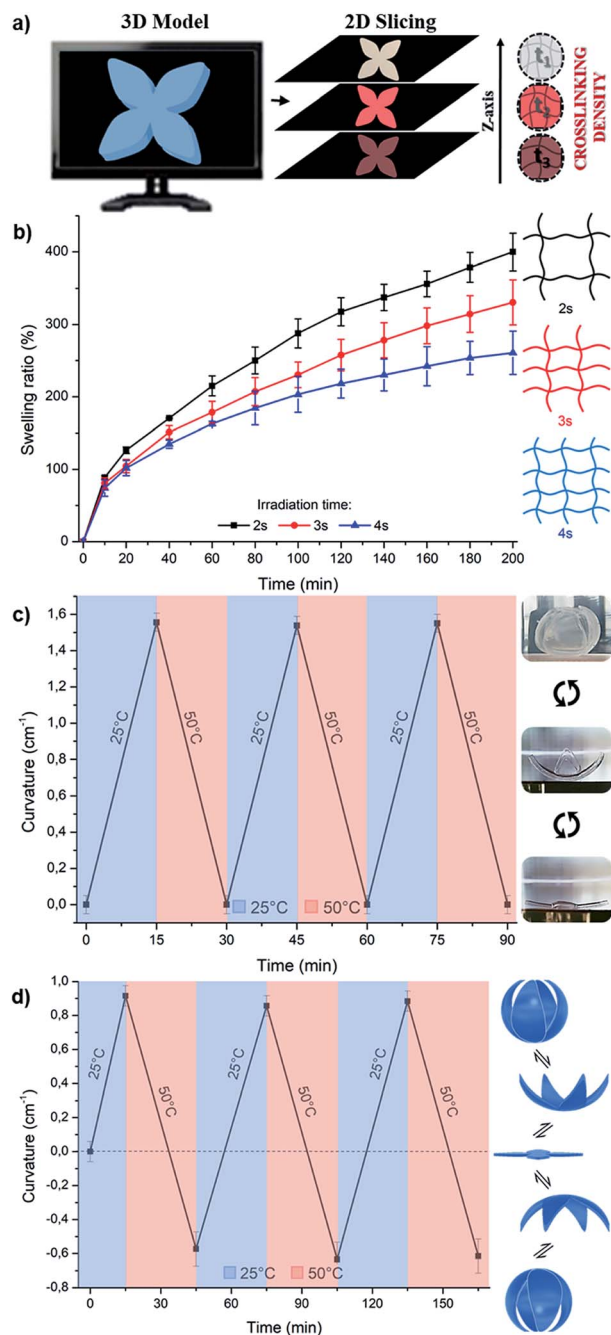 a)
3D Model
2D Slicing
Z-axis
t1
t2
t3
CROSSLINKING
DENSITY
b)
Swelling ratio (%)
400
300
200
100
0
Irradiation time:
2s
3s
4s
0
20
40
60
80
100
120
140
160
180
200
Time (min)
2s
3s
4s
c)
Curvature (cm⁻¹)
1,6
1,4
1,2
1,0
0,8
0,6
0,4
0,2
0,0
25°C
50°C
25°C
50°C
25°C
50°C
25°C
50°C
0
15
30
45
60
75
90
Time (min)
d)
Curvature (cm⁻¹)
1,0
0,8
0,6
0,4
0,2
0,0
-0,2
-0,4
-0,6
-0,8
25°C
50°C
25°C
50°C
25°C
50°C
25°C
50°C
0
30
60
90
120
150
Time (min)